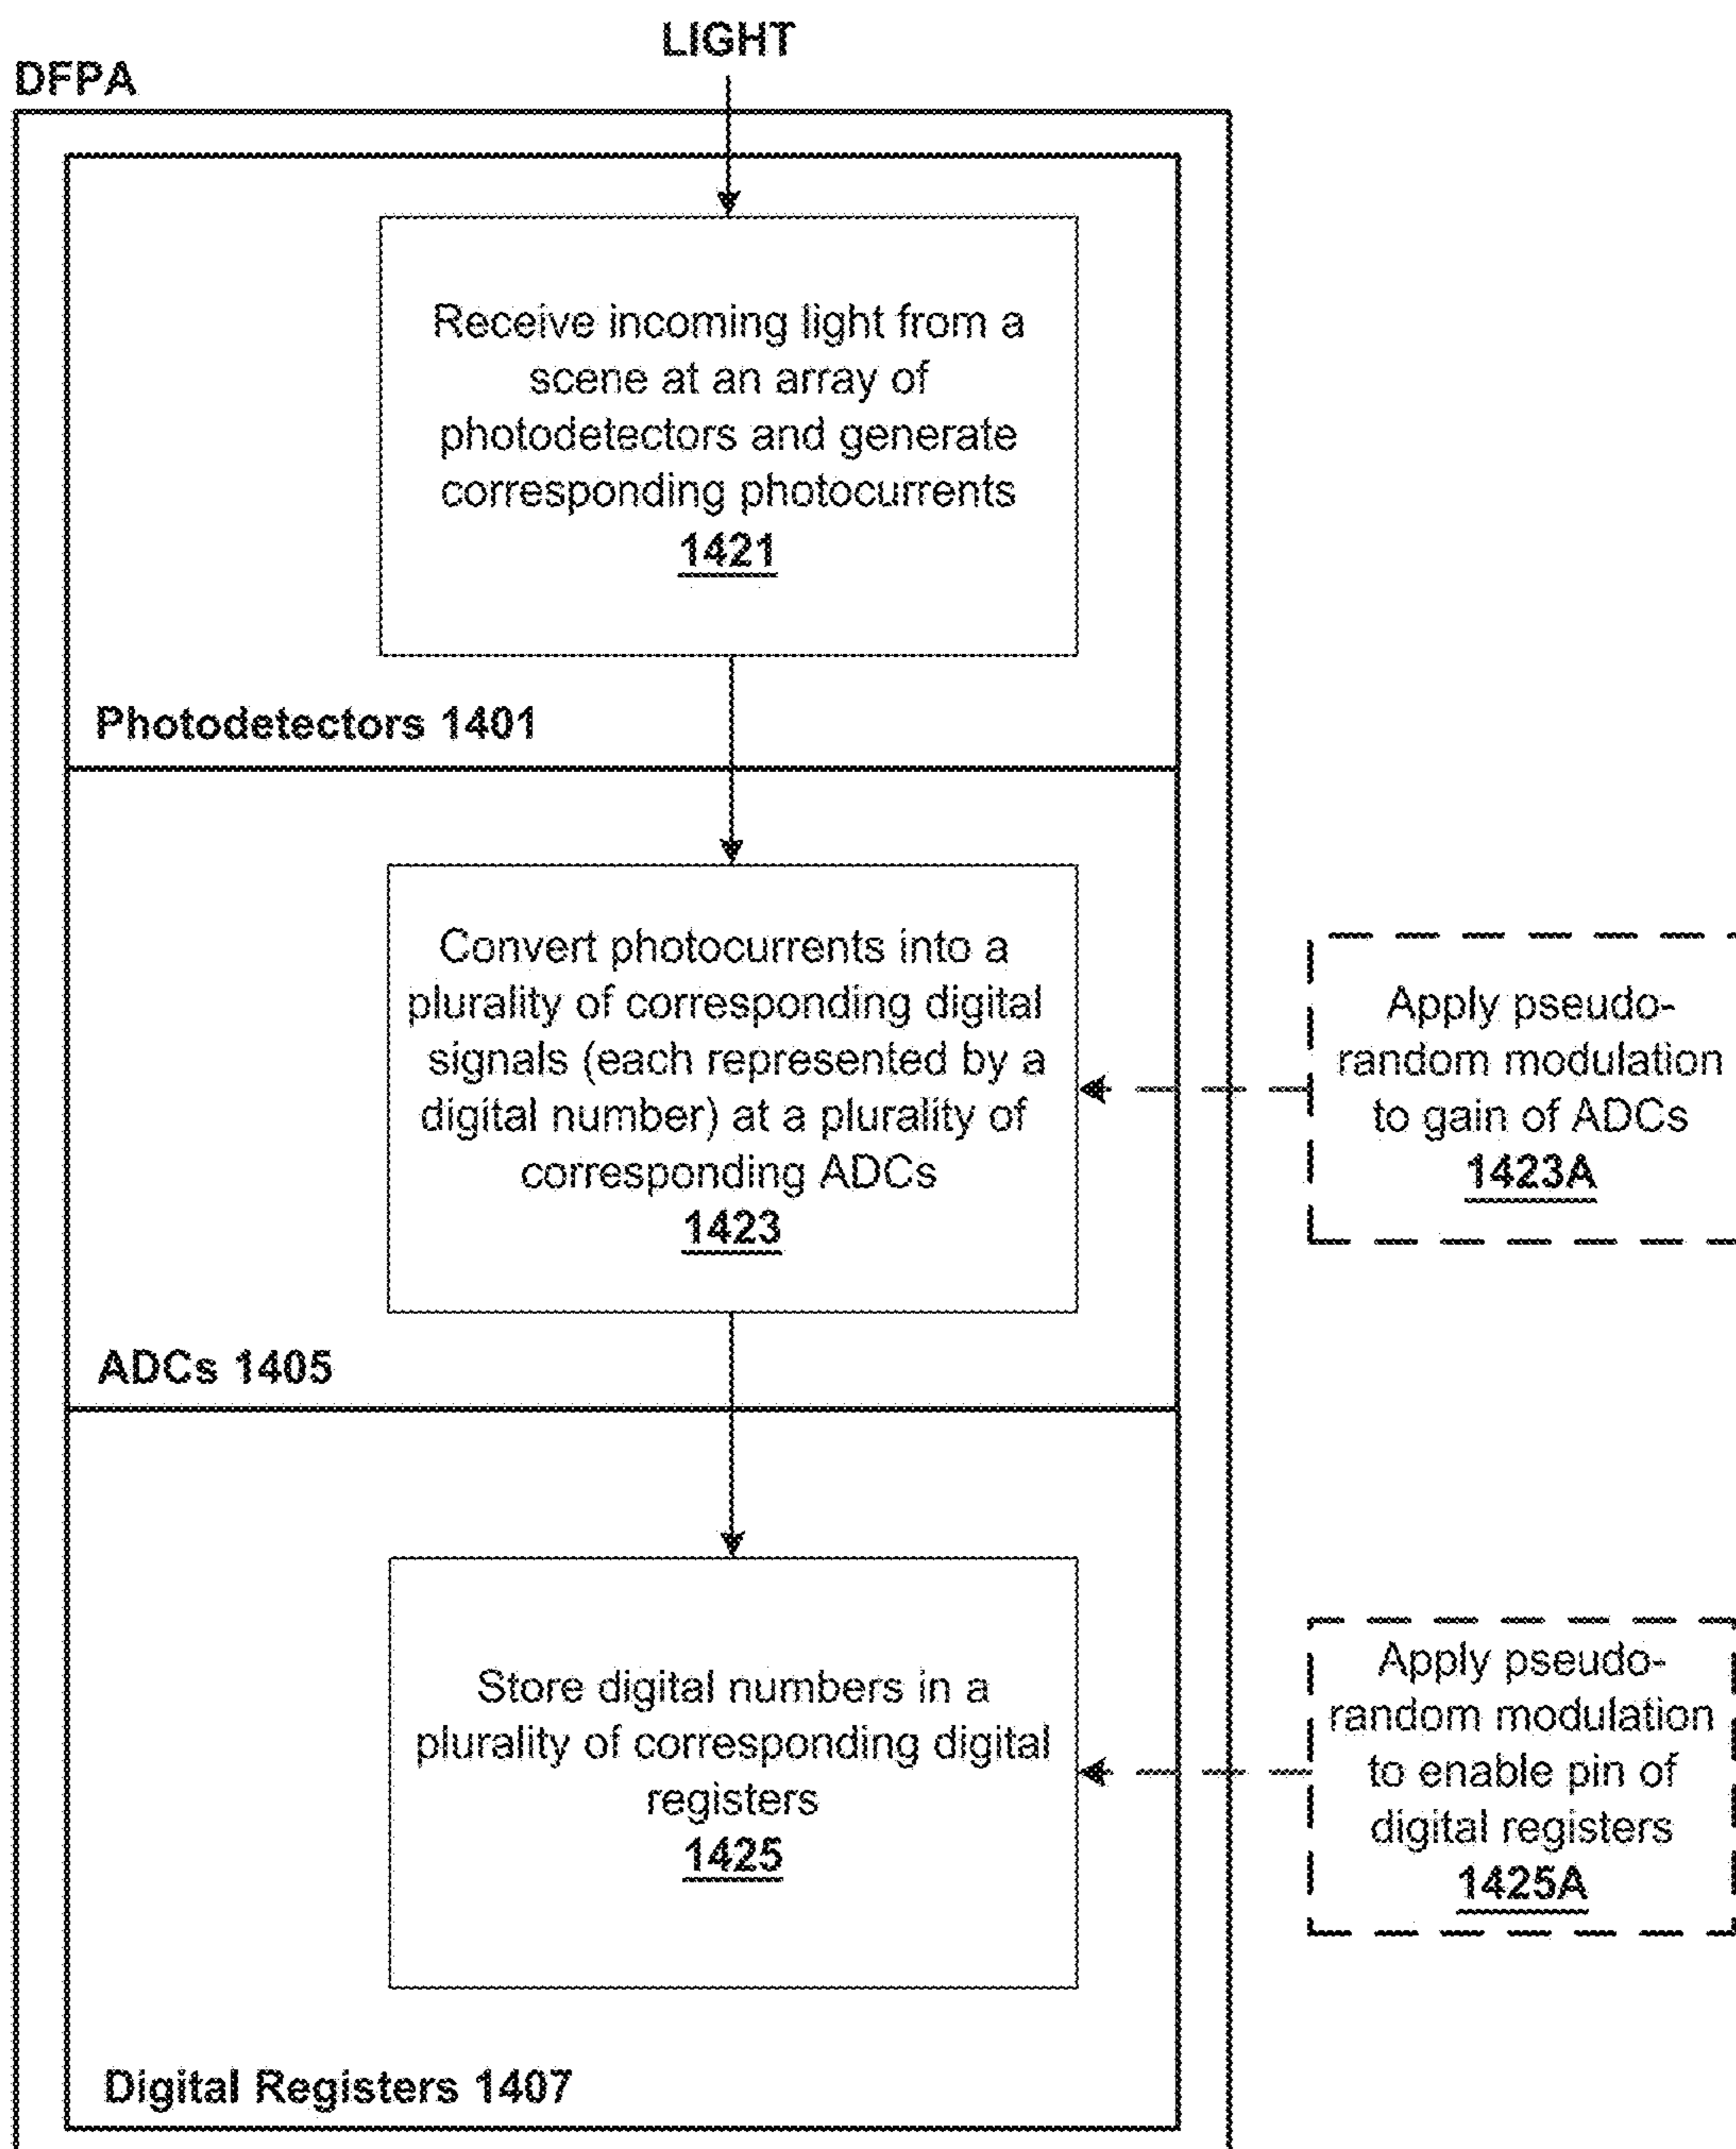 LIGHT
DFPA
Receive incoming light from a
scene at an array of
photodetectors and generate
corresponding photocurrents
1421
Photodetectors 1401
Convert photocurrents into a
plurality of corresponding digital
signals (each represented by a
digital number) at a plurality of
corresponding ADCs
1423
Apply pseudo-
random modulation
to gain of ADCs
1423A
ADCs 1405
Store digital numbers in a
plurality of corresponding digital
registers
1425
Apply pseudo-
random modulation
to enable pin of
digital registers
1425A
Digital Registers 1407